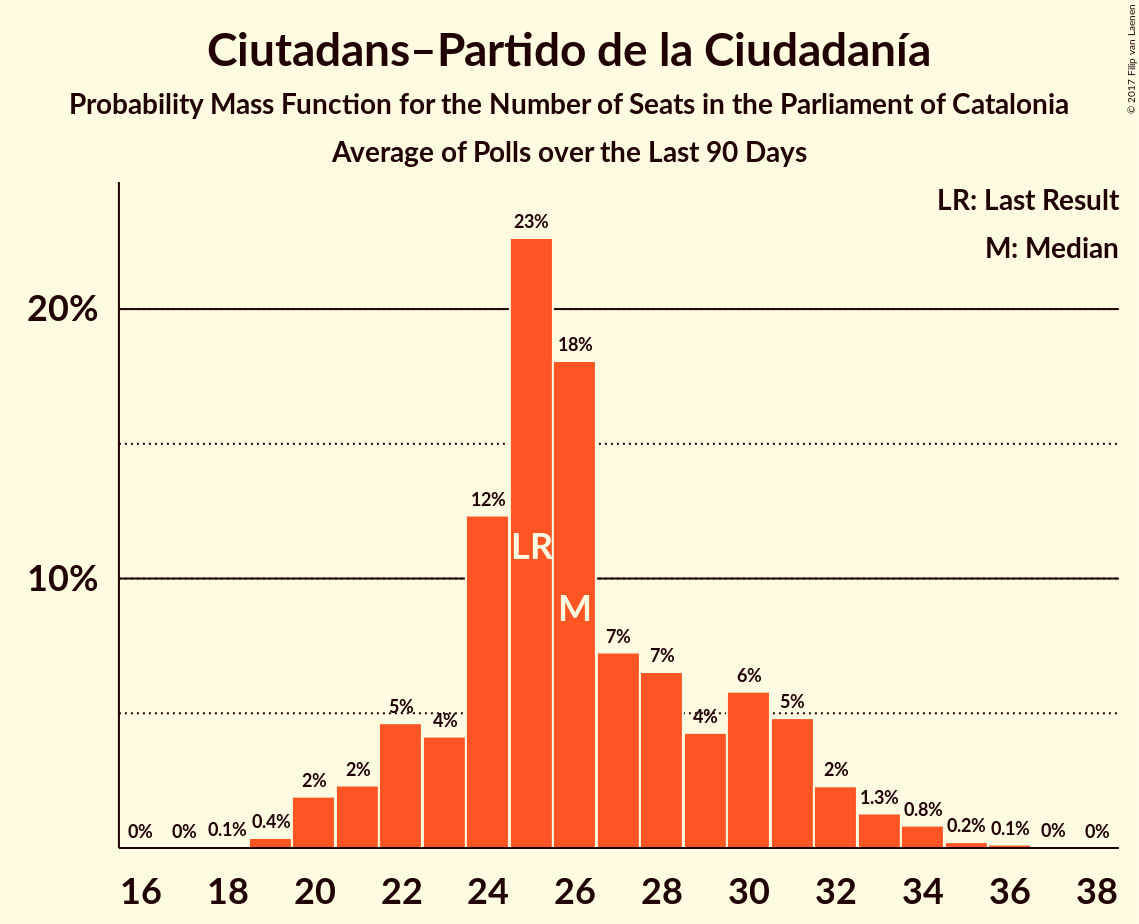 Ciutadans–Partido de la Ciudadanía
Probability Mass Function for the Number of Seats in the Parliament of Catalonia
Average of Polls over the Last 90 Days
© 2017 Filip van Laenen
LR: Last Result
M: Median
20%
10%
0% 0% 0.1% 0.4% 2% 2% 5% 4% 12% 23% 18% 7% 7% 4% 6% 5% 2% 1.3% 0.8% 0.2% 0.1% 0% 0%
LR
M
16 18 20 22 24 26 28 30 32 34 36 38